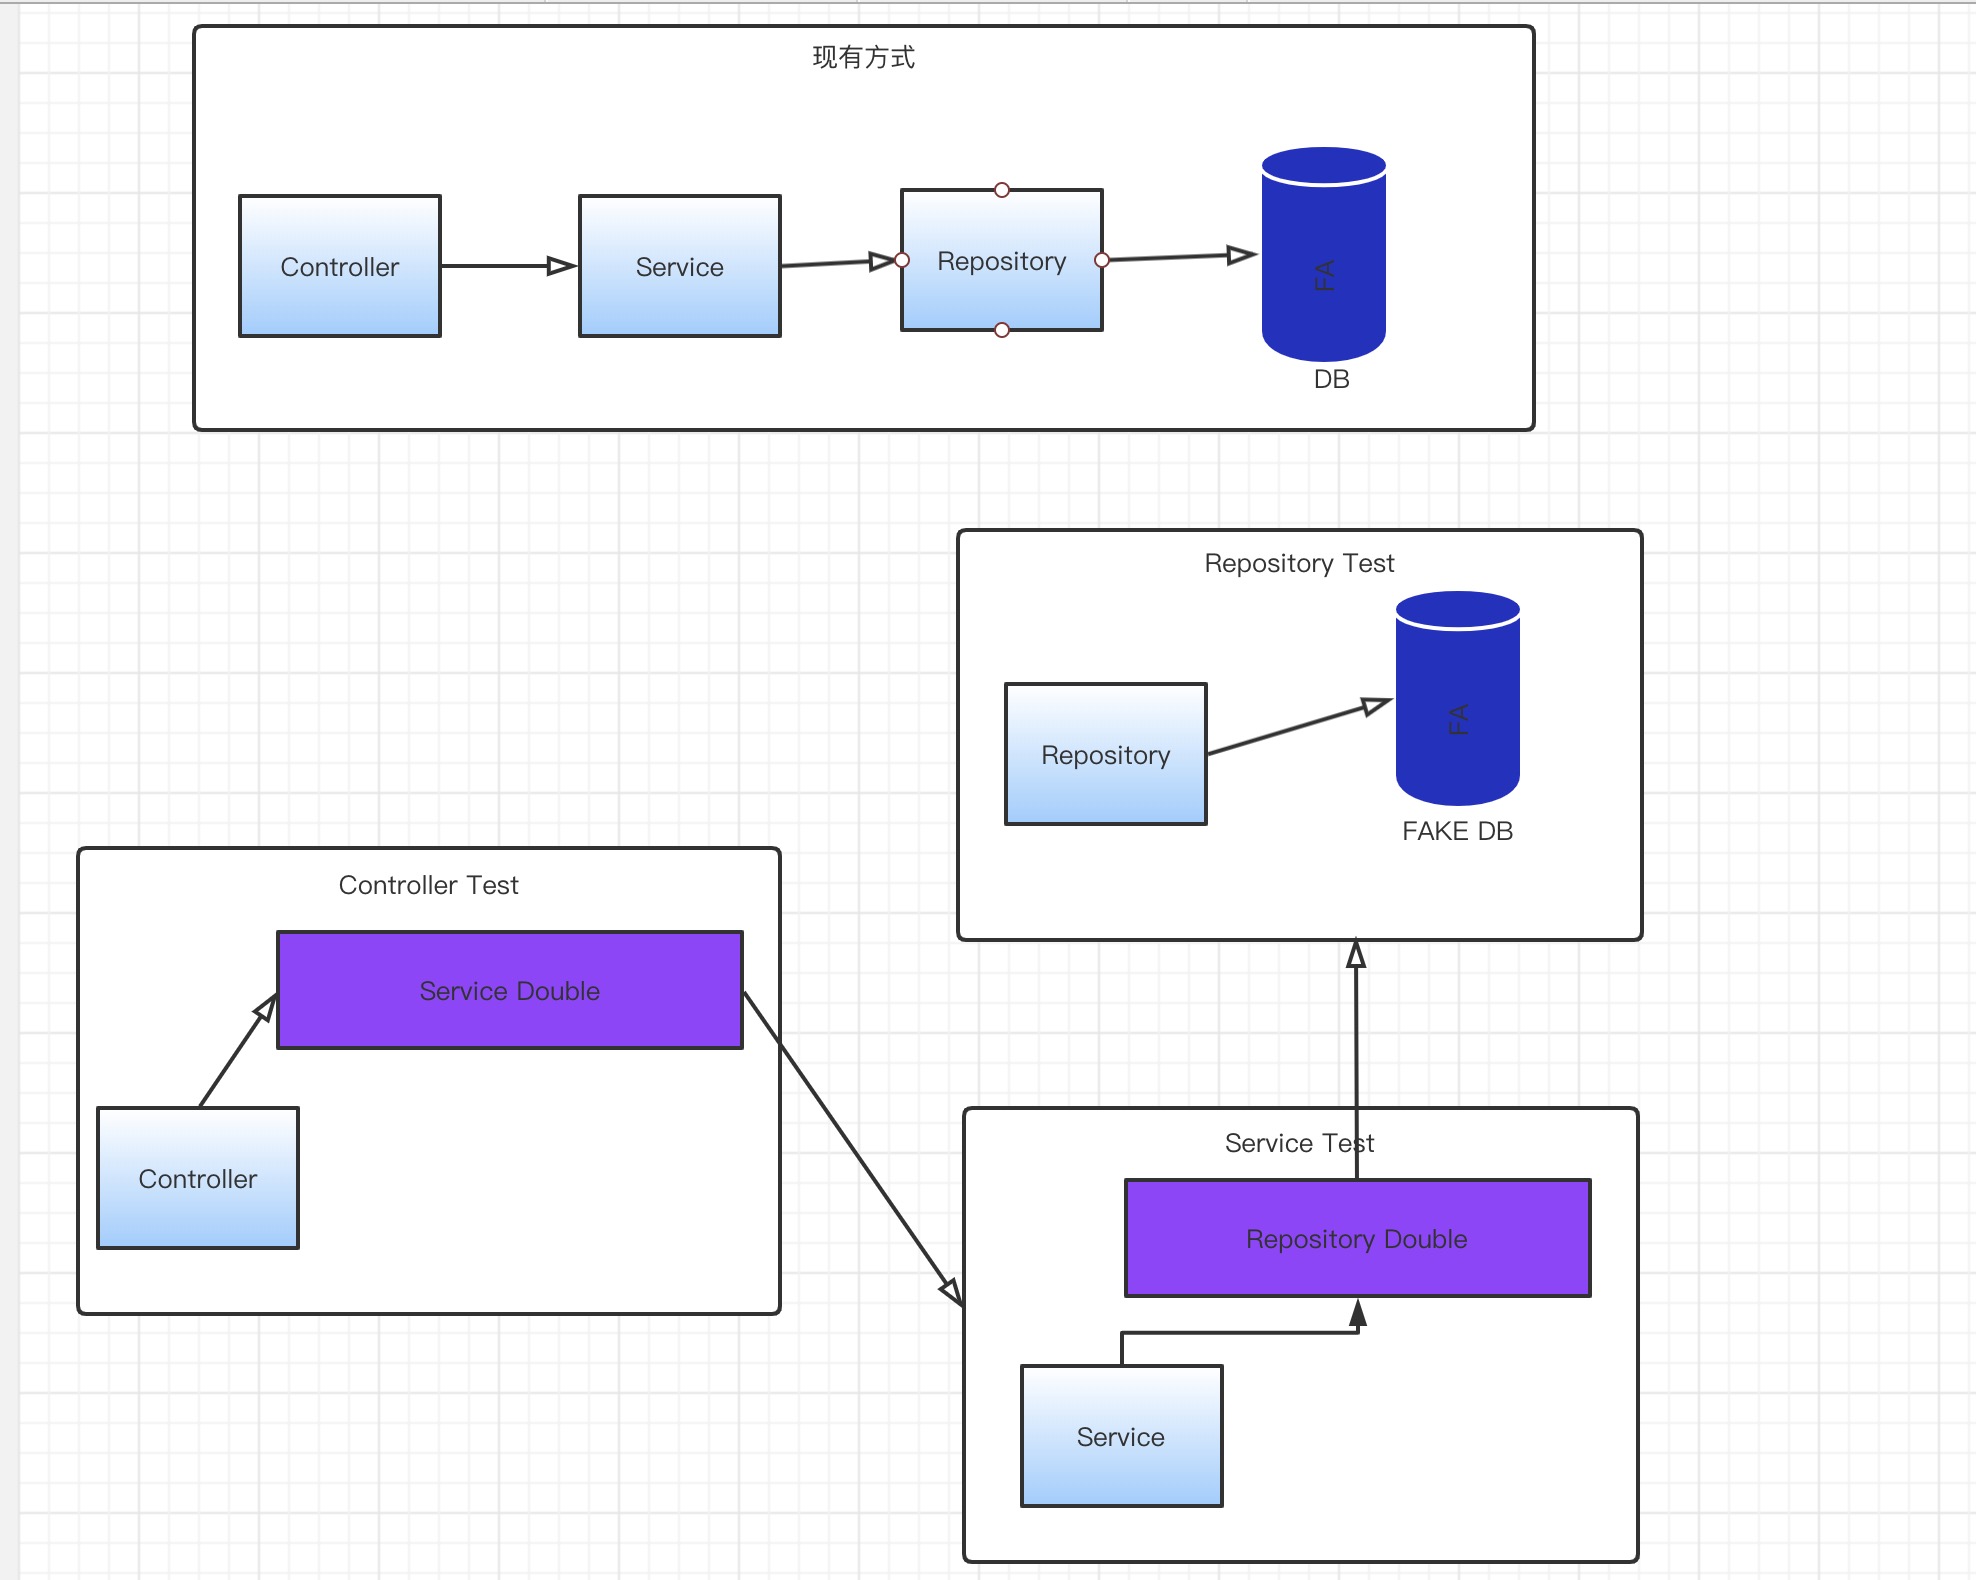 现有方式
Controller
Service
Repository
FA
DB
Repository Test
Repository
FA
FAKE DB
Controller Test
Service Double
Controller
Service Test
Repository Double
Service